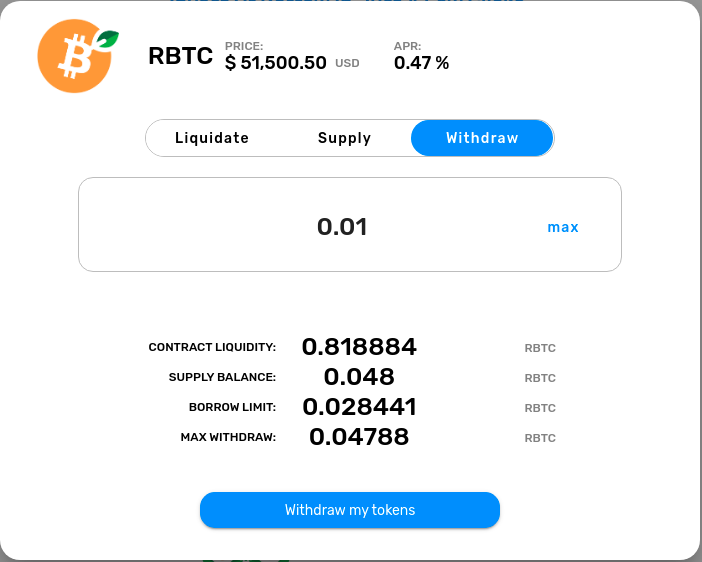 RBTC
PRICE:
$ 51,500.50 USD
APR:
0.47 %
Liquidate Supply Withdraw
0.01 max
CONTRACT LIQUIDITY: 0.818884 RBTC
SUPPLY BALANCE: 0.048 RBTC
BORROW LIMIT: 0.028441 RBTC
MAX WITHDRAW: 0.04788 RBTC
Withdraw my tokens